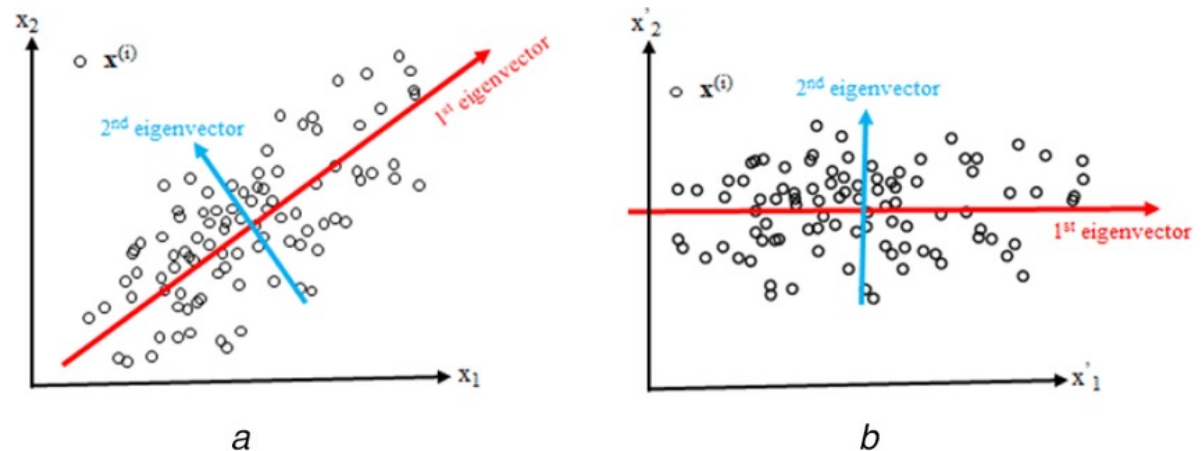 x₂
x⁽ⁱ⁾
1ˢᵗ eigenvector
2ⁿᵈ eigenvector
x₁
a
x'₂
x⁽ⁱ⁾
2ⁿᵈ eigenvector
1ˢᵗ eigenvector
x'₁
b